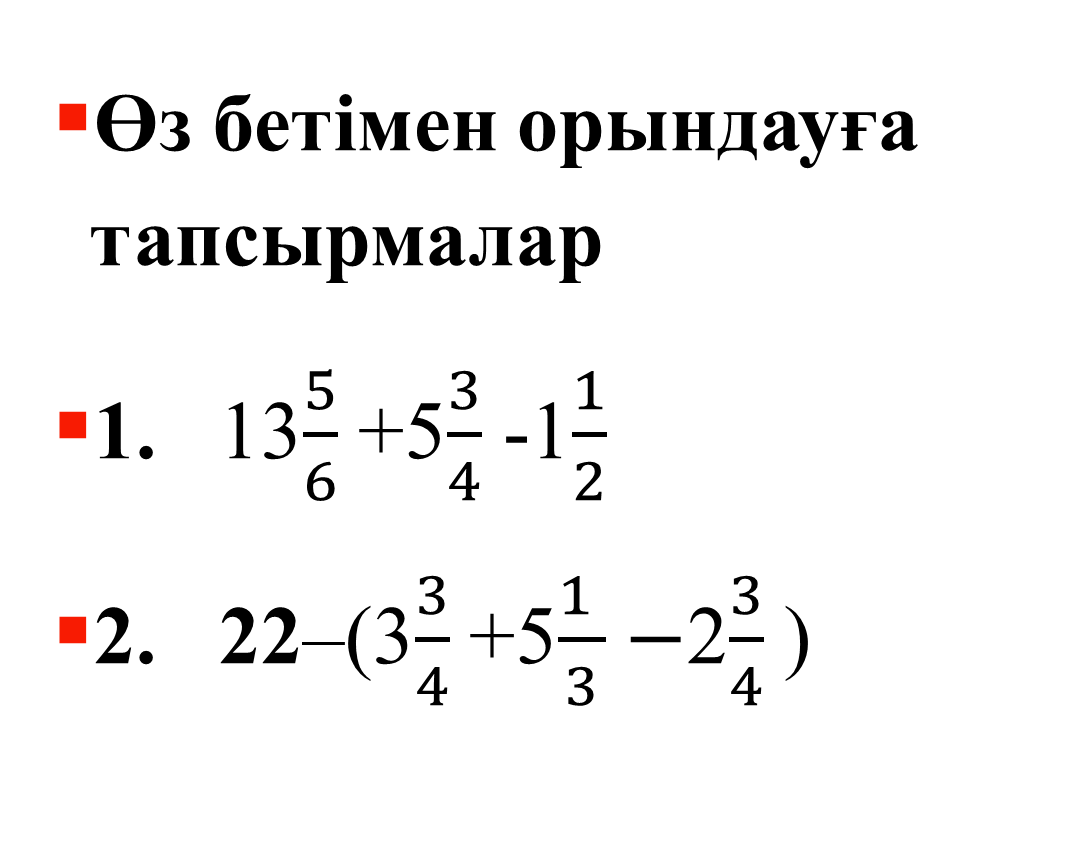 ▪Өз бетімен орындауға
тапсырмалар
▪1. 13 5/6 +5 3/4 -1 1/2
▪2. 22–(3 3/4 +5 1/3 −2 3/4 )